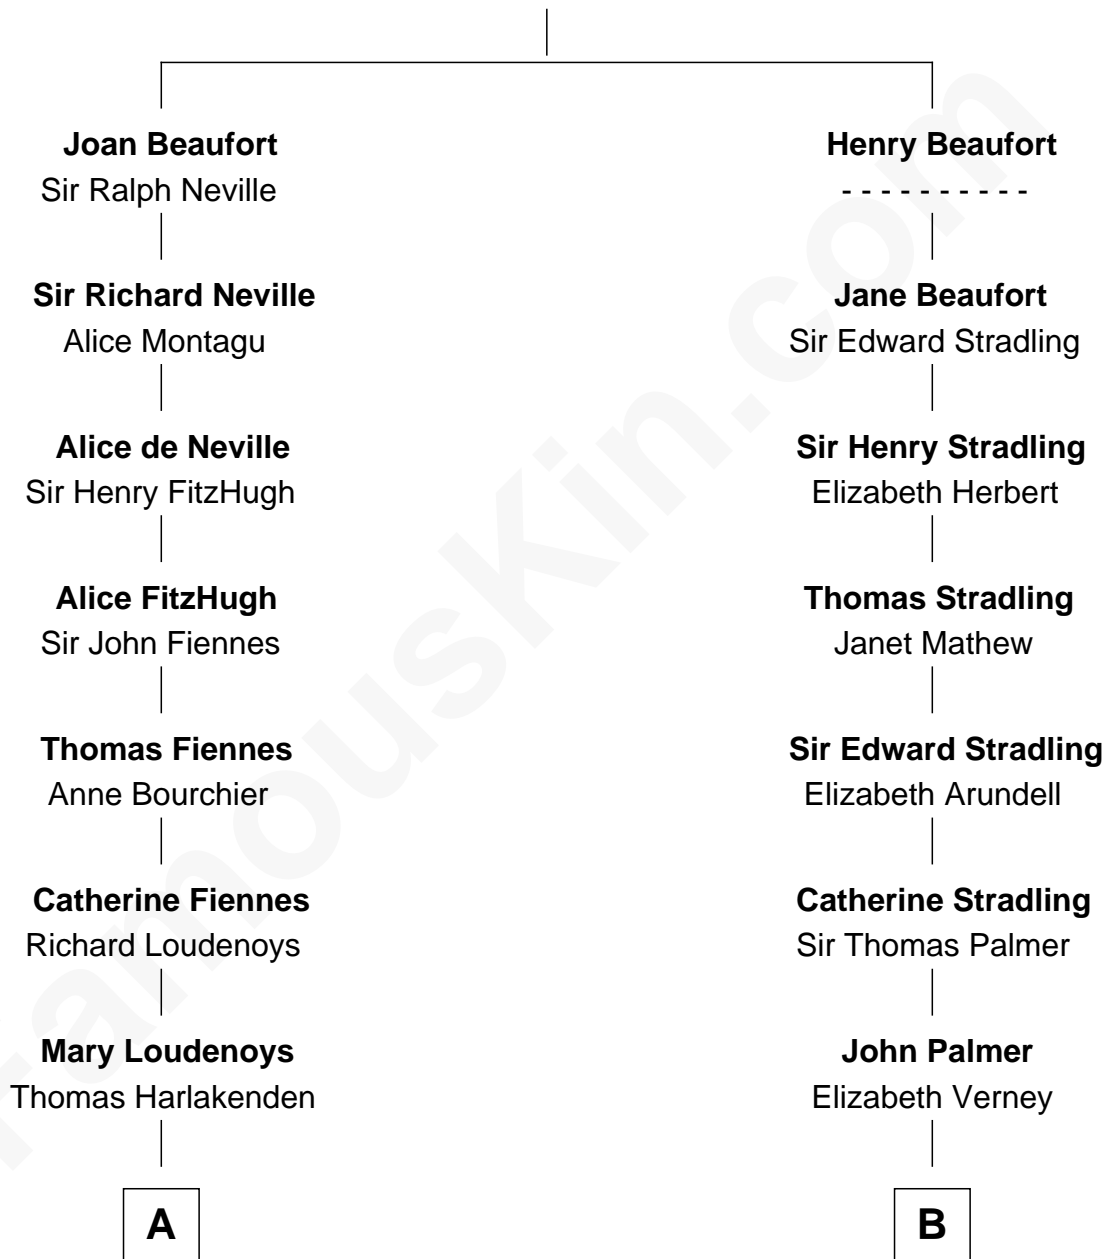 Joan Beaufort
Sir Ralph Neville
Sir Richard Neville
Alice Montagu
Alice de Neville
Sir Henry FitzHugh
Alice FitzHugh
Sir John Fiennes
Thomas Fiennes
Anne Bourchier
Catherine Fiennes
Richard Loudenoys
Mary Loudenoys
Thomas Harlakenden
A
Henry Beaufort
- - - - - - - - - -
Jane Beaufort
Sir Edward Stradling
Sir Henry Stradling
Elizabeth Herbert
Thomas Stradling
Janet Mathew
Sir Edward Stradling
Elizabeth Arundell
Catherine Stradling
Sir Thomas Palmer
John Palmer
Elizabeth Verney
B
famouskin.com